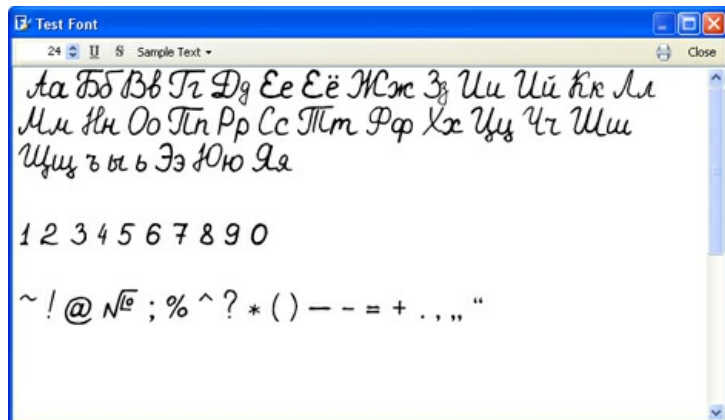 Test Font
24 U S Sample Text Close
Аа Бб Вв Гг Дд Ее Ёё Жж Зз Ии Ий Кк Лл
Мм Нн Оо Пп Рр Сс Тт Фф Хх Цц Чч Шш
Щщ ъ ы ь Ээ Юю Яя
1 2 3 4 5 6 7 8 9 0
~ ! @ № ; % ^ ? * ( ) — - = + . , „ “